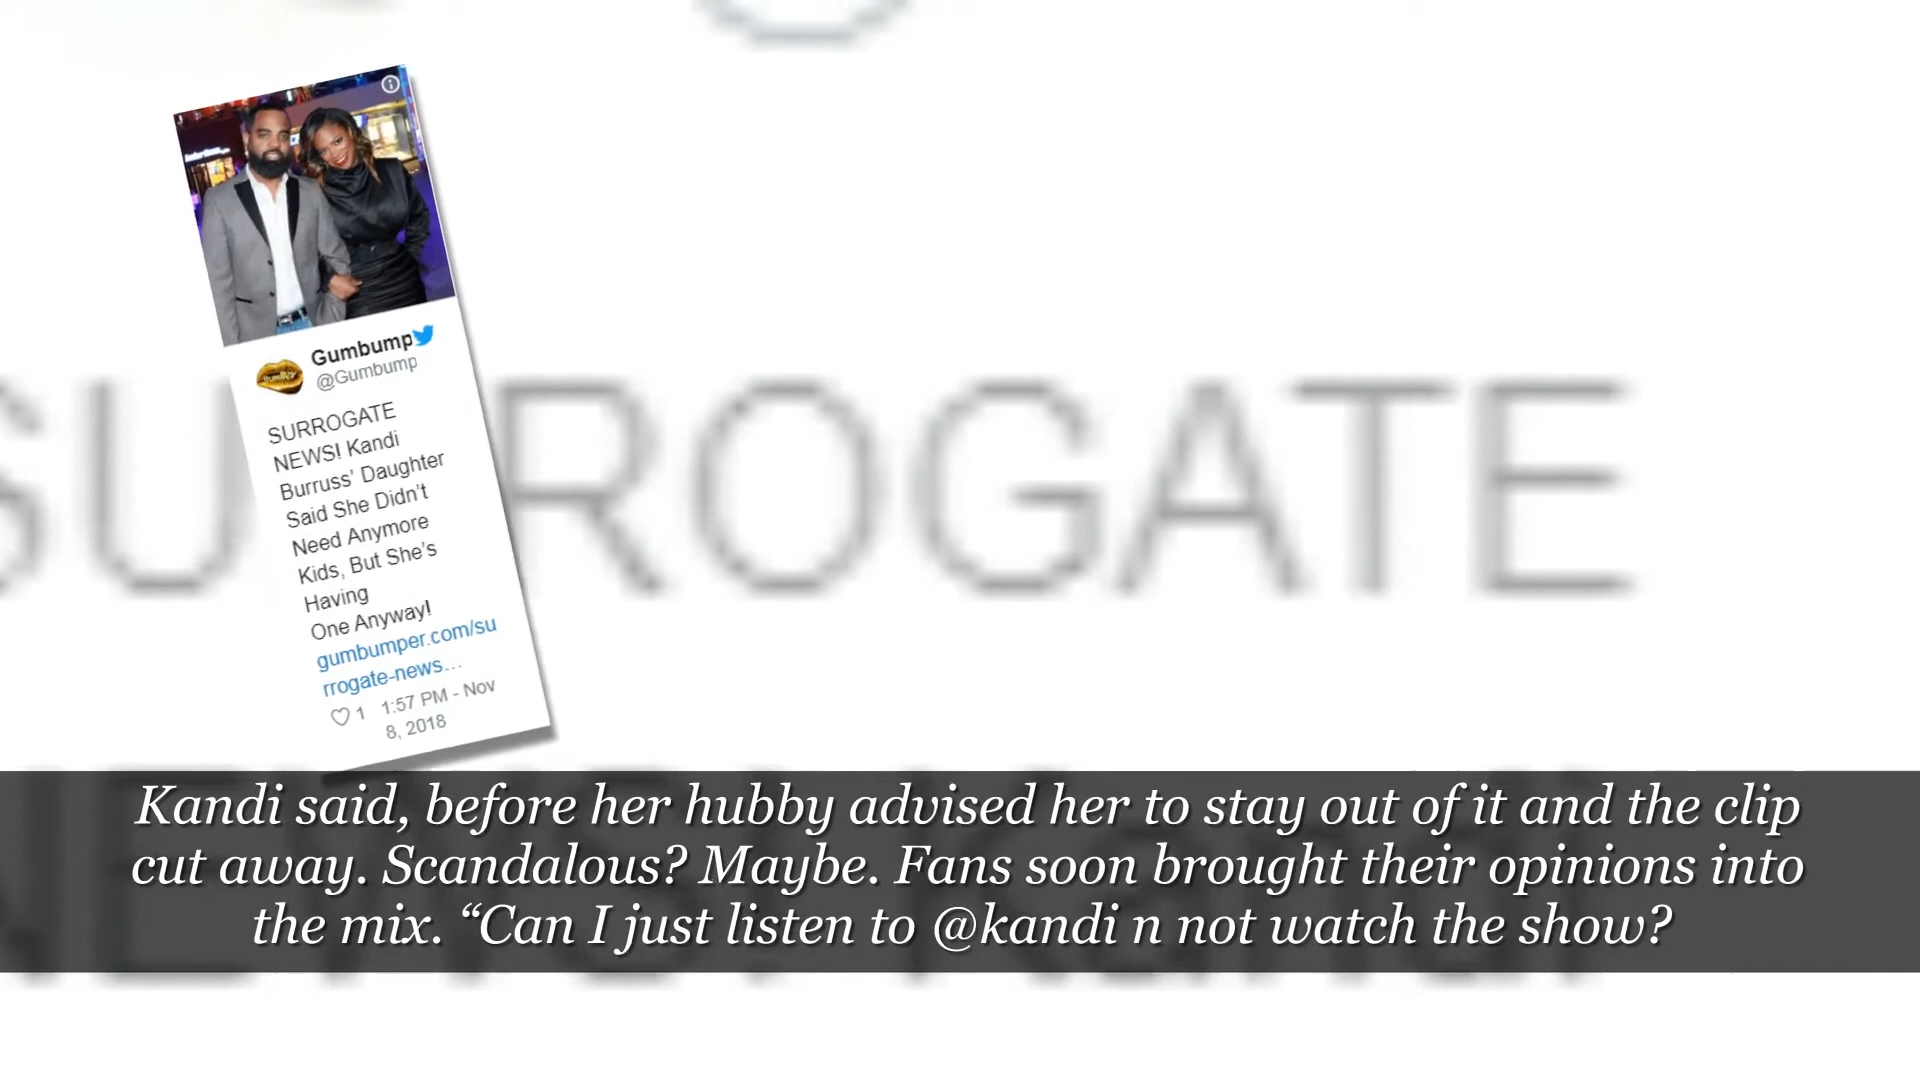 Gumbump
@Gumbump
SURROGATE
NEWS! Kandi
Burruss' Daughter
Said She Didn't
Need Anymore
Kids, But She's
Having
One Anyway!
gumbumper.com/su
rrogate-news…
1 1:57 PM - Nov
8, 2018
SURROGATE
Kandi said, before her hubby advised her to stay out of it and the clip
cut away. Scandalous? Maybe. Fans soon brought their opinions into
the mix. “Can I just listen to @kandi n not watch the show?